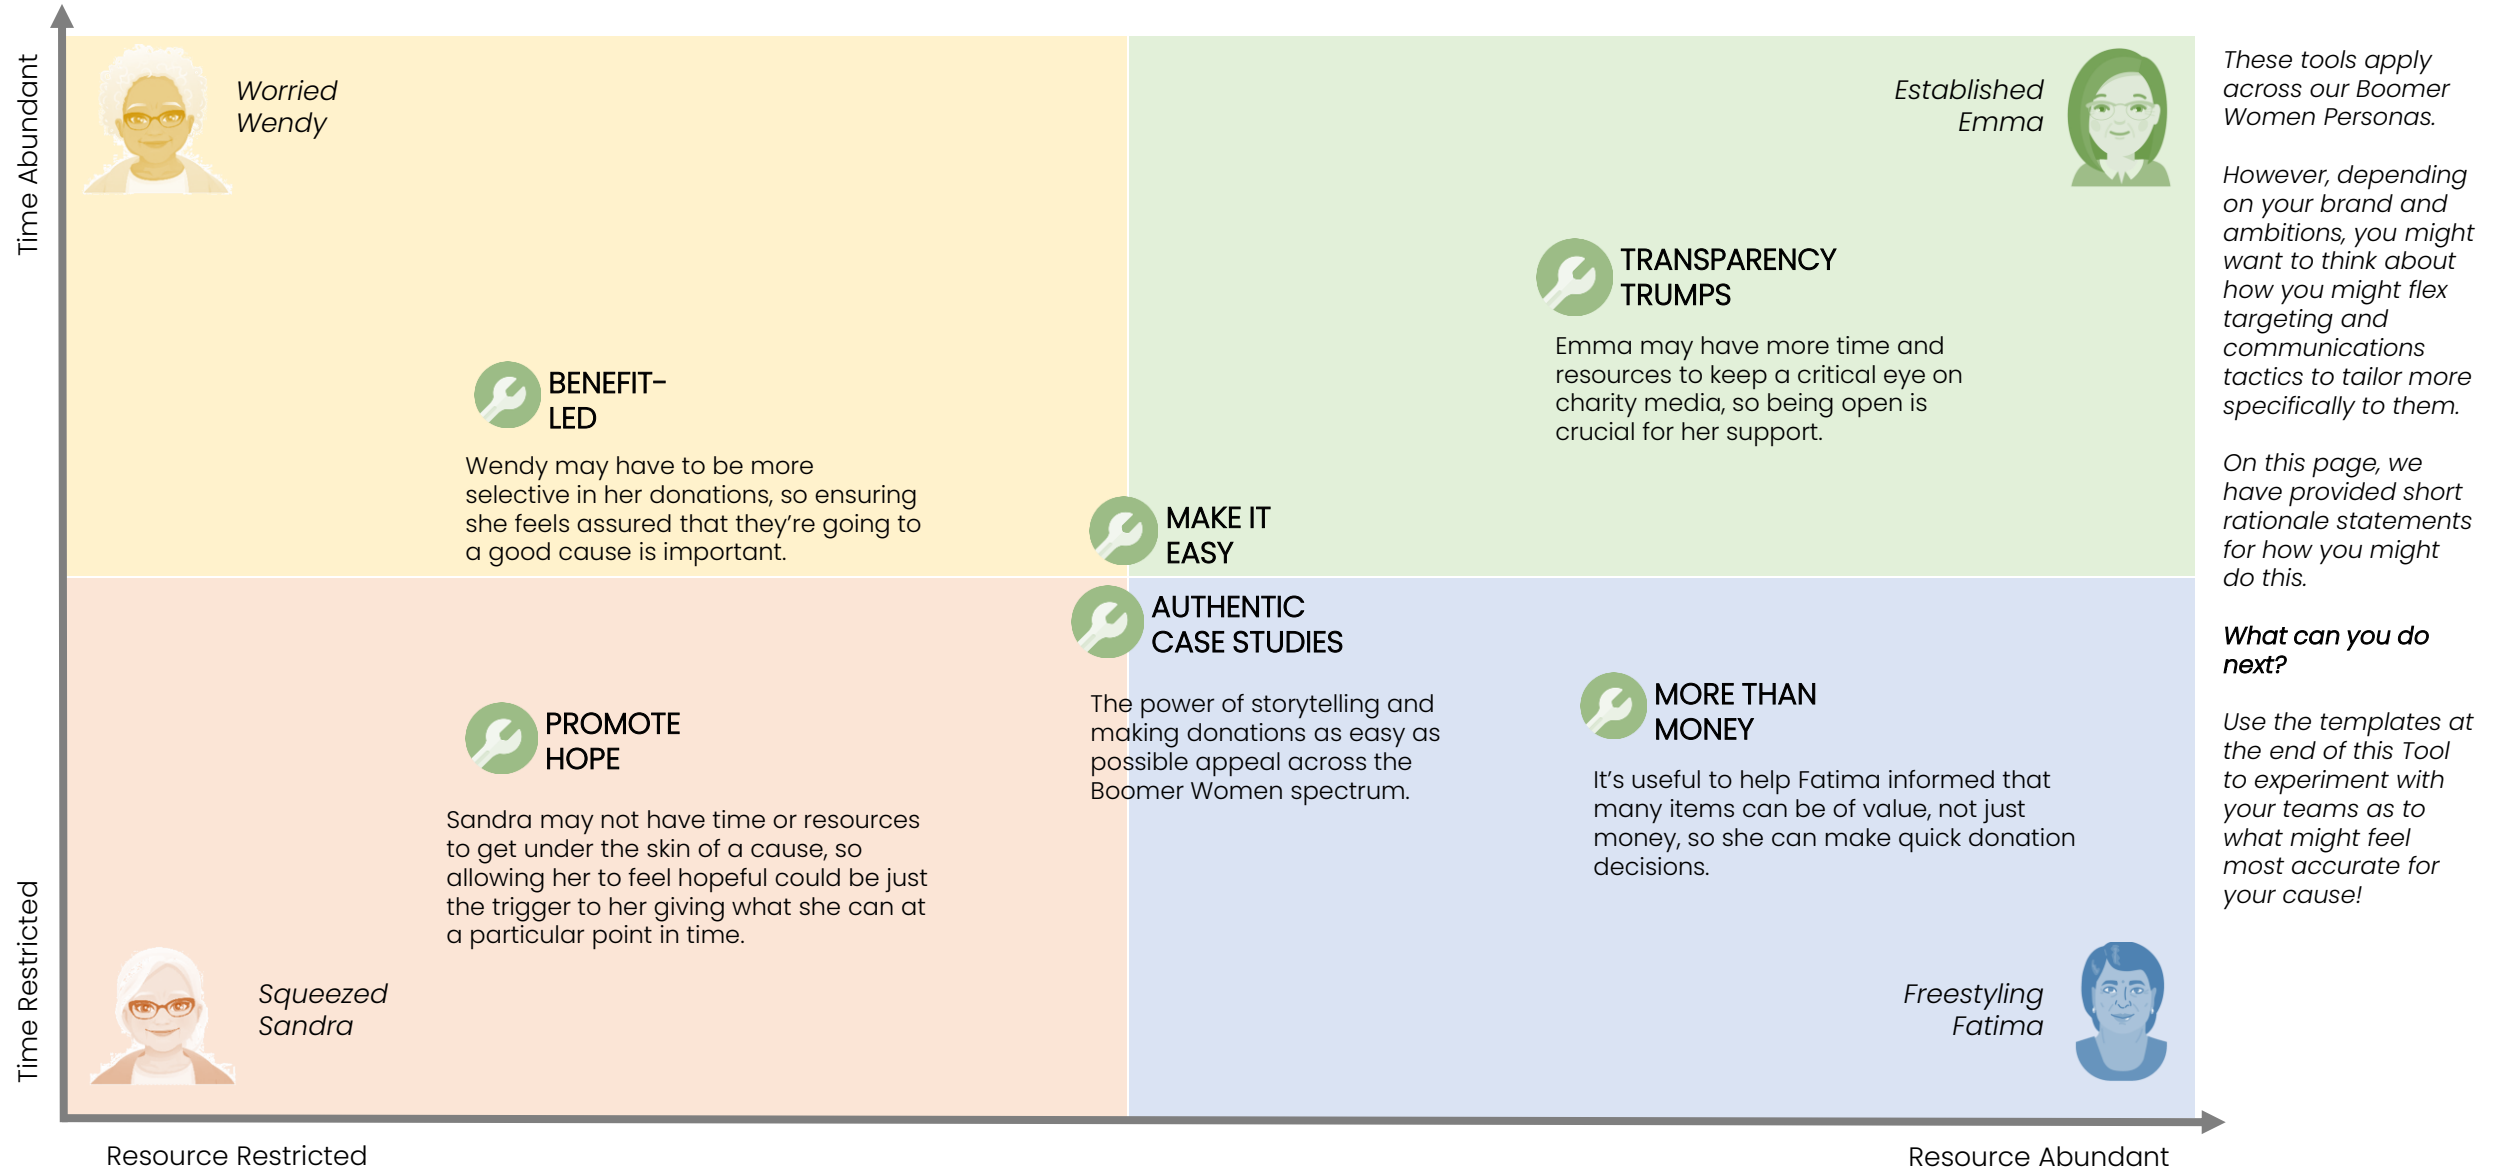 Time Abundant
Worried
Wendy
Established
Emma
TRANSPARENCY
TRUMPS
Emma may have more time and
resources to keep a critical eye on
charity media, so being open is
crucial for her support.
BENEFIT-
LED
Wendy may have to be more
selective in her donations, so ensuring
she feels assured that they’re going to
a good cause is important.
MAKE IT
EASY
AUTHENTIC
CASE STUDIES
The power of storytelling and
making donations as easy as
possible appeal across the
Boomer Women spectrum.
PROMOTE
HOPE
Sandra may not have time or resources
to get under the skin of a cause, so
allowing her to feel hopeful could be just
the trigger to her giving what she can at
a particular point in time.
MORE THAN
MONEY
It’s useful to help Fatima informed that
many items can be of value, not just
money, so she can make quick donation
decisions.
Time Restricted
Squeezed
Sandra
Freestyling
Fatima
Resource Restricted
Resource Abundant
These tools apply
across our Boomer
Women Personas.
However, depending
on your brand and
ambitions, you might
want to think about
how you might flex
targeting and
communications
tactics to tailor more
specifically to them.
On this page, we
have provided short
rationale statements
for how you might
do this.
What can you do
next?
Use the templates at
the end of this Tool
to experiment with
your teams as to
what might feel
most accurate for
your cause!